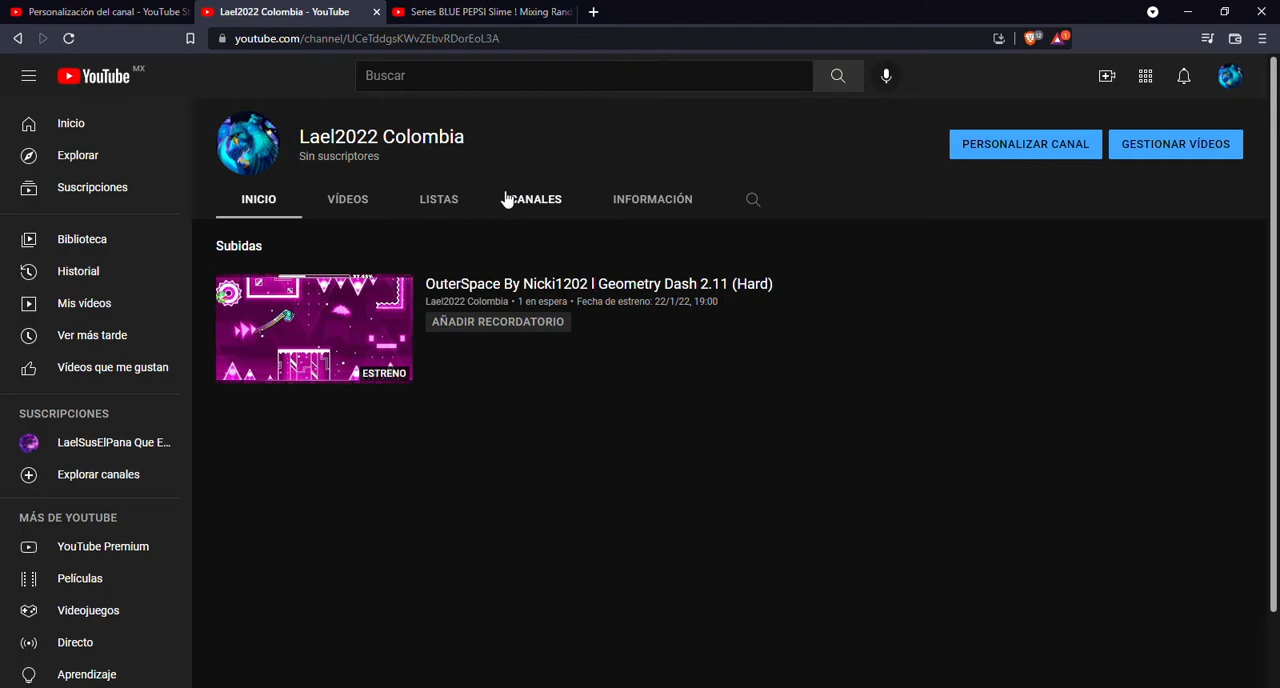 Personalización del canal - YouTube S
Lael2022 Colombia - YouTube
Series BLUE PEPSI Slime ! Mixing Rand
youtube.com/channel/UCeTddgsKWvZEbvRDorEoL3A
12
1
YouTube MX
Buscar
Inicio
Explorar
Suscripciones
Biblioteca
Historial
Mis vídeos
Ver más tarde
Vídeos que me gustan
SUSCRIPCIONES
LaelSusElPana Que E...
Explorar canales
MÁS DE YOUTUBE
YouTube Premium
Películas
Videojuegos
Directo
Aprendizaje
Lael2022 Colombia
Sin suscriptores
PERSONALIZAR CANAL
GESTIONAR VÍDEOS
INICIO
VÍDEOS
LISTAS
CANALES
INFORMACIÓN
Subidas
ESTRENO
OuterSpace By Nicki1202 l Geometry Dash 2.11 (Hard)
Lael2022 Colombia • 1 en espera • Fecha de estreno: 22/1/22, 19:00
AÑADIR RECORDATORIO